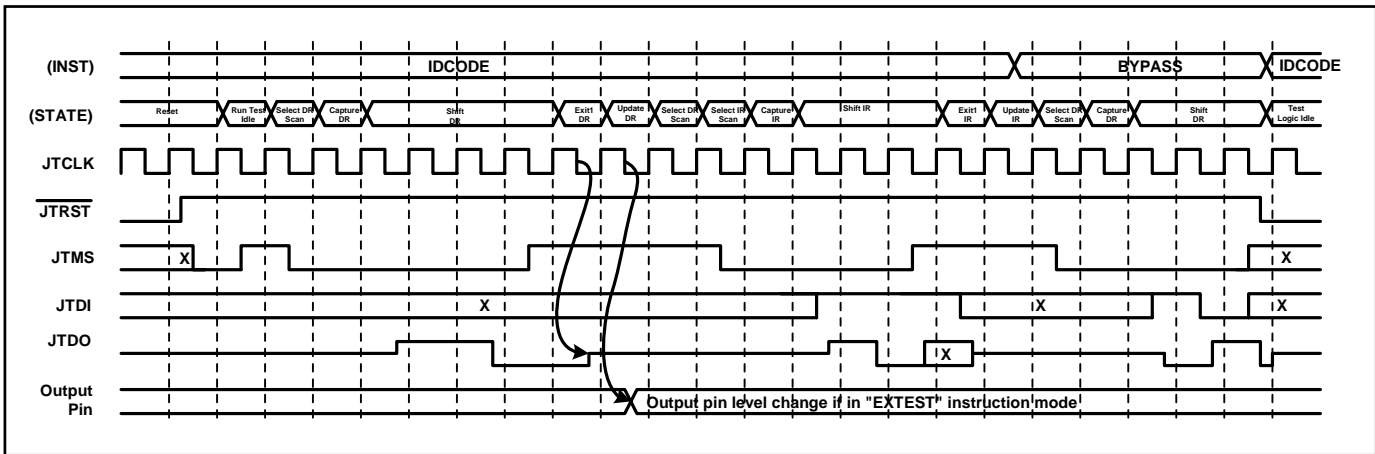 (INST) IDCODE BYPASS IDCODE
(STATE) Reset Run Test Idle Select DR Scan Capture DR Shift DR Exit1 DR Update DR Select DR Scan Select IR Scan Capture IR Shift IR Exit1 IR Update IR Select DR Scan Capture DR Shift DR Test Logic Idle
JTCLK
JTRST
JTMS X X
JTDI X X X
JTDO X
Output Pin Output pin level change if in "EXTEST" instruction mode